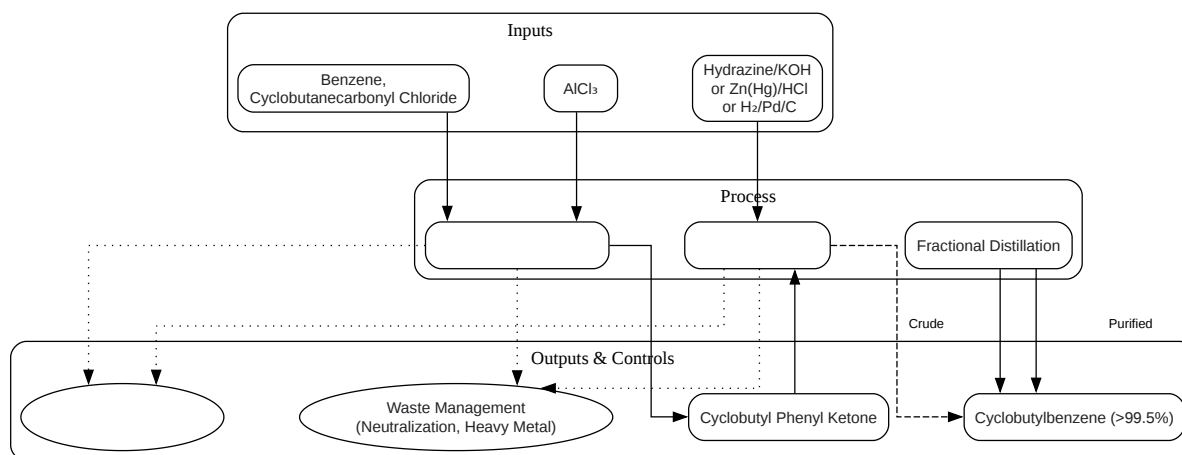 Inputs
Benzene,
Cyclobutanecarbonyl Chloride
AlCl₃
Hydrazine/KOH
or Zn(Hg)/HCl
or H₂/Pd/C
Process
Fractional Distillation
Crude
Purified
Outputs & Controls
Waste Management
(Neutralization, Heavy Metal)
Cyclobutyl Phenyl Ketone
Cyclobutylbenzene (>99.5%)